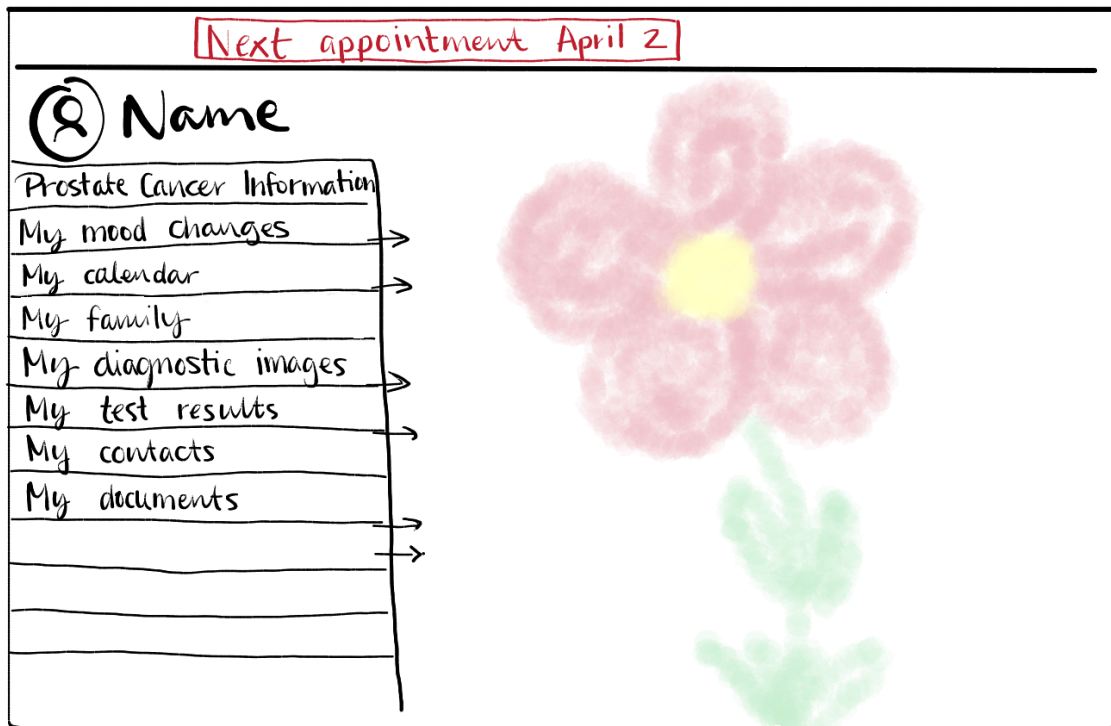 Next appointment April 2
Name
Prostate Cancer Information
My mood changes
My calendar
My family
My diagnostic images
My test results
My contacts
My documents